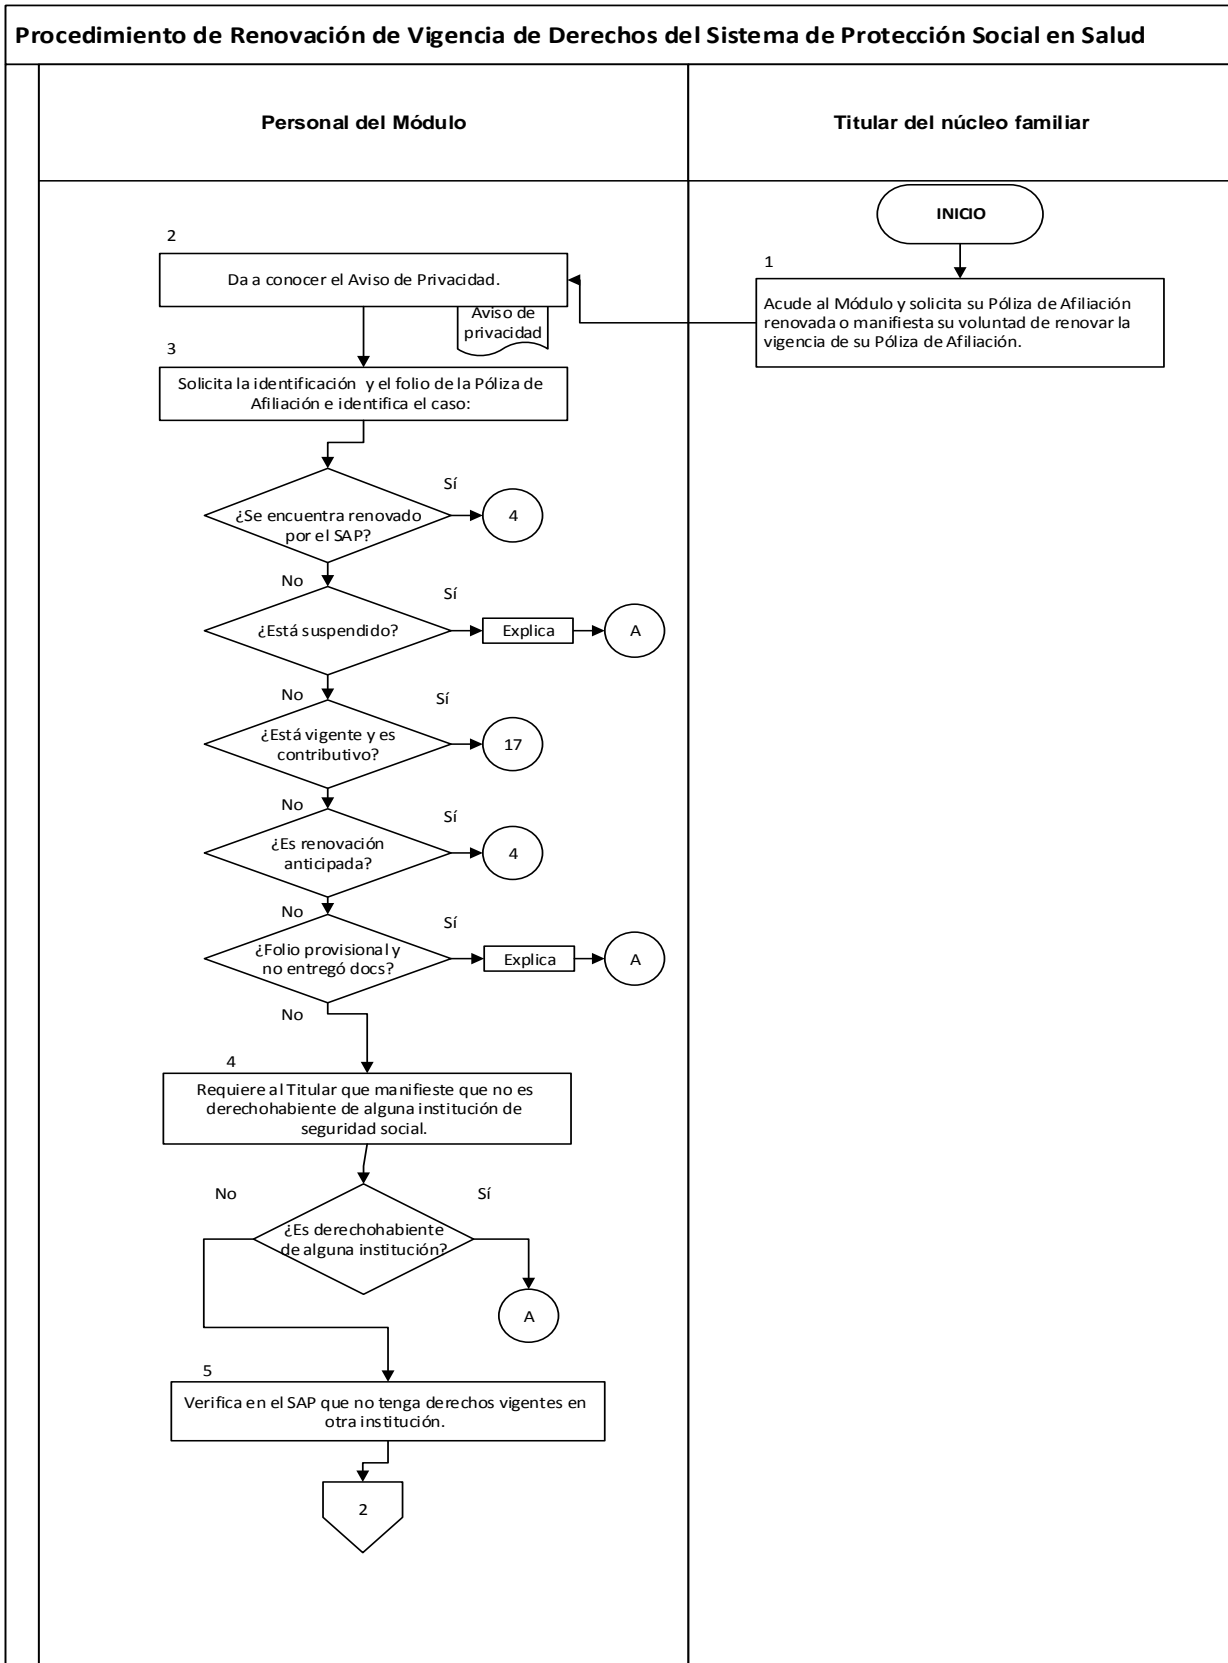 Procedimiento de Renovación de Vigencia de Derechos del Sistema de Protección Social en Salud
Personal del Módulo
Titular del núcleo familiar
INICIO
1
Acude al Módulo y solicita su Póliza de Afiliación
renovada o manifiesta su voluntad de renovar la
vigencia de su Póliza de Afiliación.
2
Da a conocer el Aviso de Privacidad.
Aviso de
privacidad
3
Solicita la identificación y el folio de la Póliza de
Afiliación e identifica el caso:
¿Se encuentra renovado
por el SAP?
Sí
4
No
¿Está suspendido?
Sí
Explica
A
No
¿Está vigente y es
contributivo?
Sí
17
No
¿Es renovación
anticipada?
Sí
4
No
¿Folio provisional y
no entregó docs?
Sí
Explica
A
No
4
Requiere al Titular que manifieste que no es
derechohabiente de alguna institución de
seguridad social.
No
Sí
¿Es derechohabiente
de alguna institución?
A
5
Verifica en el SAP que no tenga derechos vigentes en
otra institución.
2